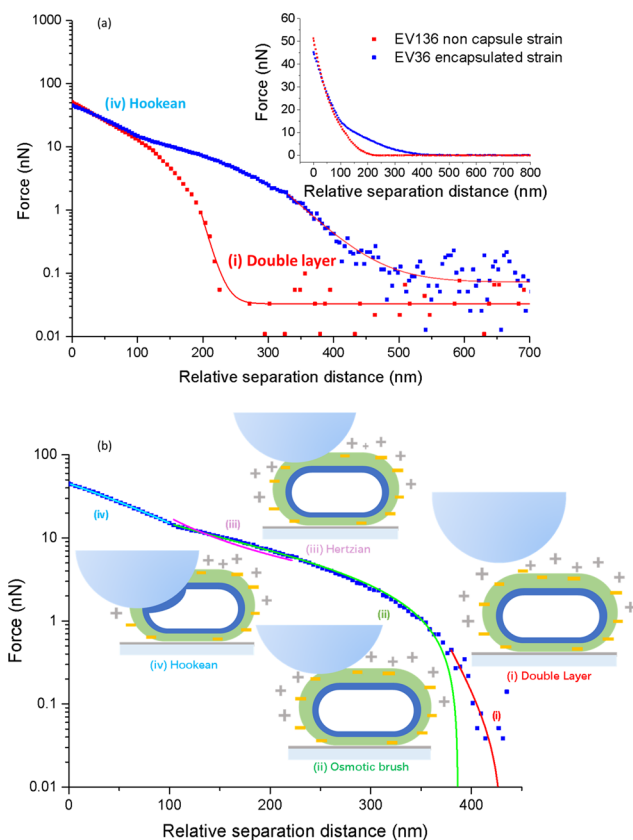 (a)
1000
100
10
1
0.1
0.01
Force (nN)
(iv) Hookean
(i) Double layer
0
100
200
300
400
500
600
700
Relative separation distance (nm)
60
50
40
30
20
10
0
Force (nN)
EV136 non capsule strain
EV36 encapsulated strain
0 100 200 300 400 500 600 700 800
Relative separation distance (nm)
(b)
100
10
1
0.1
0.01
Force (nN)
(iv)
(iii)
(iii) Hertzian
(ii)
(iv) Hookean
(i) Double Layer
(i)
(ii) Osmotic brush
0
100
200
300
400
Relative separation distance (nm)